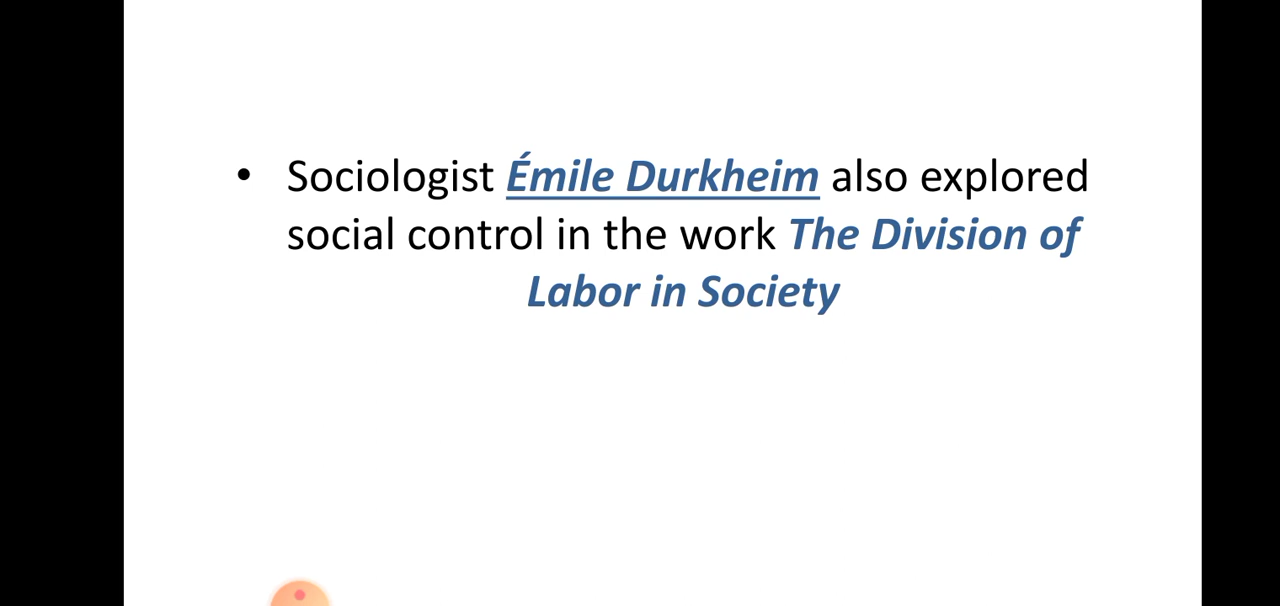 • Sociologist Émile Durkheim also explored
social control in the work The Division of
Labor in Society